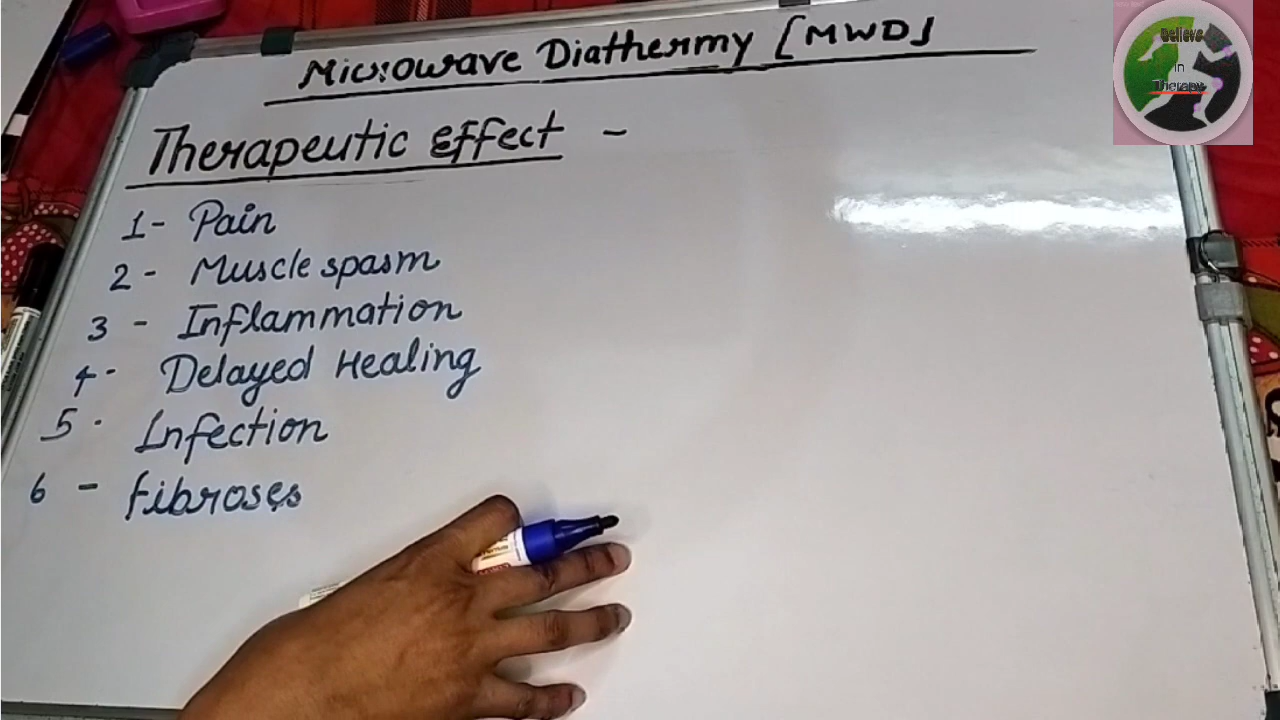 Microwave Diathermy [MWD]
Therapeutic Effect -
1- Pain
2- Muscle spasm
3 - Inflammation
4- Delayed Healing
5- Infection
6 - fibroses
Believe
in
Therapy